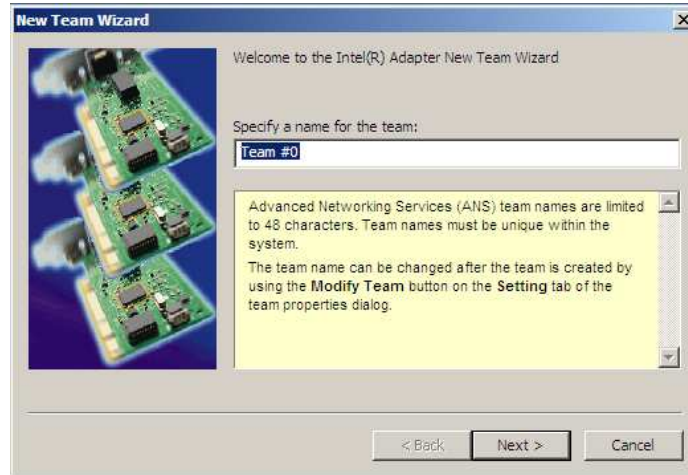 New Team Wizard
Welcome to the Intel(R) Adapter New Team Wizard
Specify a name for the team:
Team #0
Advanced Networking Services (ANS) team names are limited
to 48 characters. Team names must be unique within the
system.
The team name can be changed after the team is created by
using the Modify Team button on the Setting tab of the
team properties dialog.
< Back
Next >
Cancel